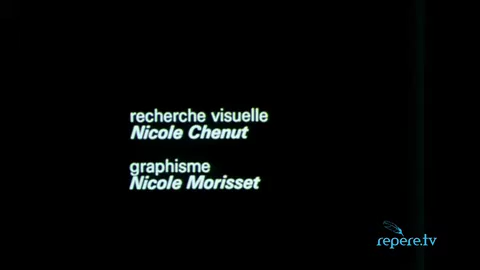 recherche visuelle
Nicole Chenut
graphisme
Nicole Morisset
repere.tv